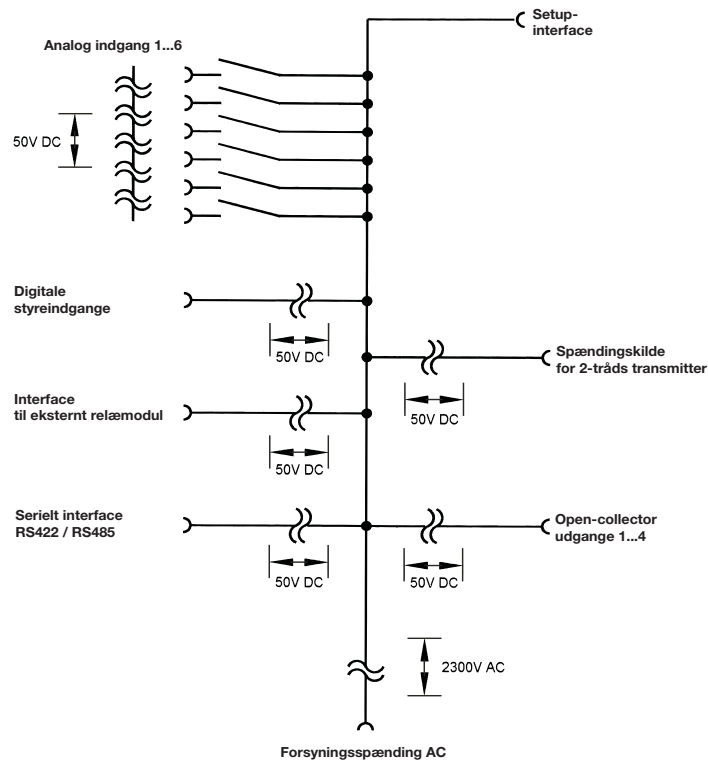 Setup-
interface
Analog indgang 1...6
50V DC
Digitale
styreindgange
50V DC
Spændingskilde
for 2-tråds transmitter
50V DC
Interface
til eksternt relæmodul
50V DC
Serielt interface
RS422 / RS485
50V DC
Open-collector
udgange 1...4
50V DC
2300V AC
Forsyningsspænding AC